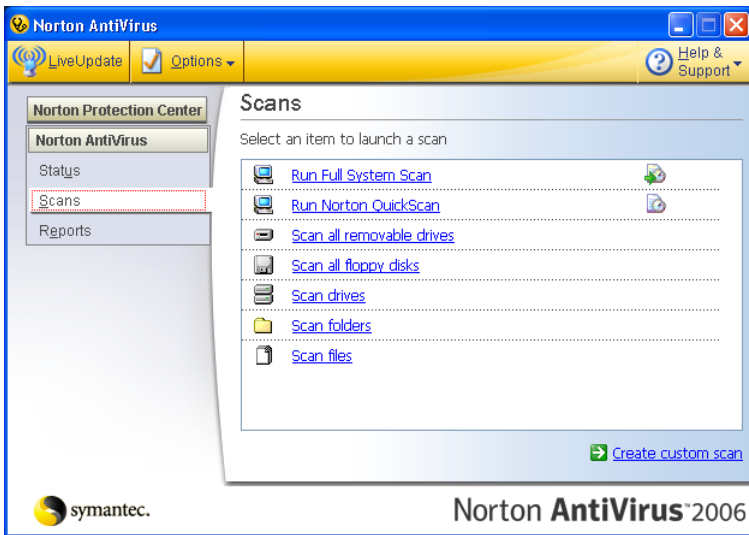 Norton AntiVirus
LiveUpdate Options Help & Support
Norton Protection Center
Norton AntiVirus
Status
Scans
Reports
Scans
Select an item to launch a scan
Run Full System Scan
Run Norton QuickScan
Scan all removable drives
Scan all floppy disks
Scan drives
Scan folders
Scan files
Create custom scan
symantec.
Norton AntiVirus™2006